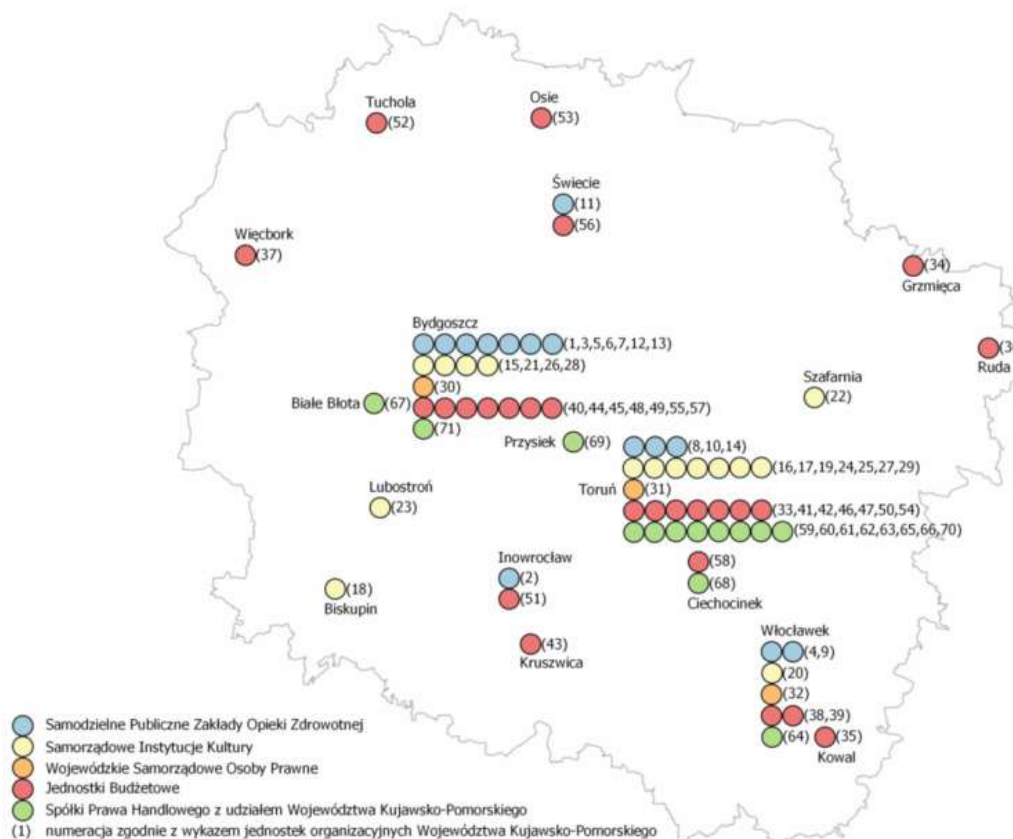 Tuchola
(52)
Osie
(53)
Świecie
(11)
(56)
Więcbork
(37)
(34)
Grzmięca
Bydgoszcz
(1,3,5,6,7,12,13)
(15,21,26,28)
(30)
Białe Błota
(67)
(40,44,45,48,49,55,57)
(71)
Ruda
Szafarnia
(22)
Przysiek
(69)
(8,10,14)
(16,17,19,24,25,27,29)
Toruń
(31)
(33,41,42,46,47,50,54)
(59,60,61,62,63,65,66,70)
Lubostroń
(23)
Inowrocław
(2)
(51)
(58)
(68)
Ciechocinek
(18)
Biskupin
(43)
Kruszwica
Włocławek
(4,9)
(20)
(32)
(38,39)
(64)
(35)
Kowal
Samodzielne Publiczne Zakłady Opieki Zdrowotnej
Samorządowe Instytucje Kultury
Wojewódzkie Samorządowe Osoby Prawne
Jednostki Budżetowe
Spółki Prawa Handlowego z udziałem Województwa Kujawsko-Pomorskiego
(1) numeracja zgodnie z wykazem jednostek organizacyjnych Województwa Kujawsko-Pomorskiego